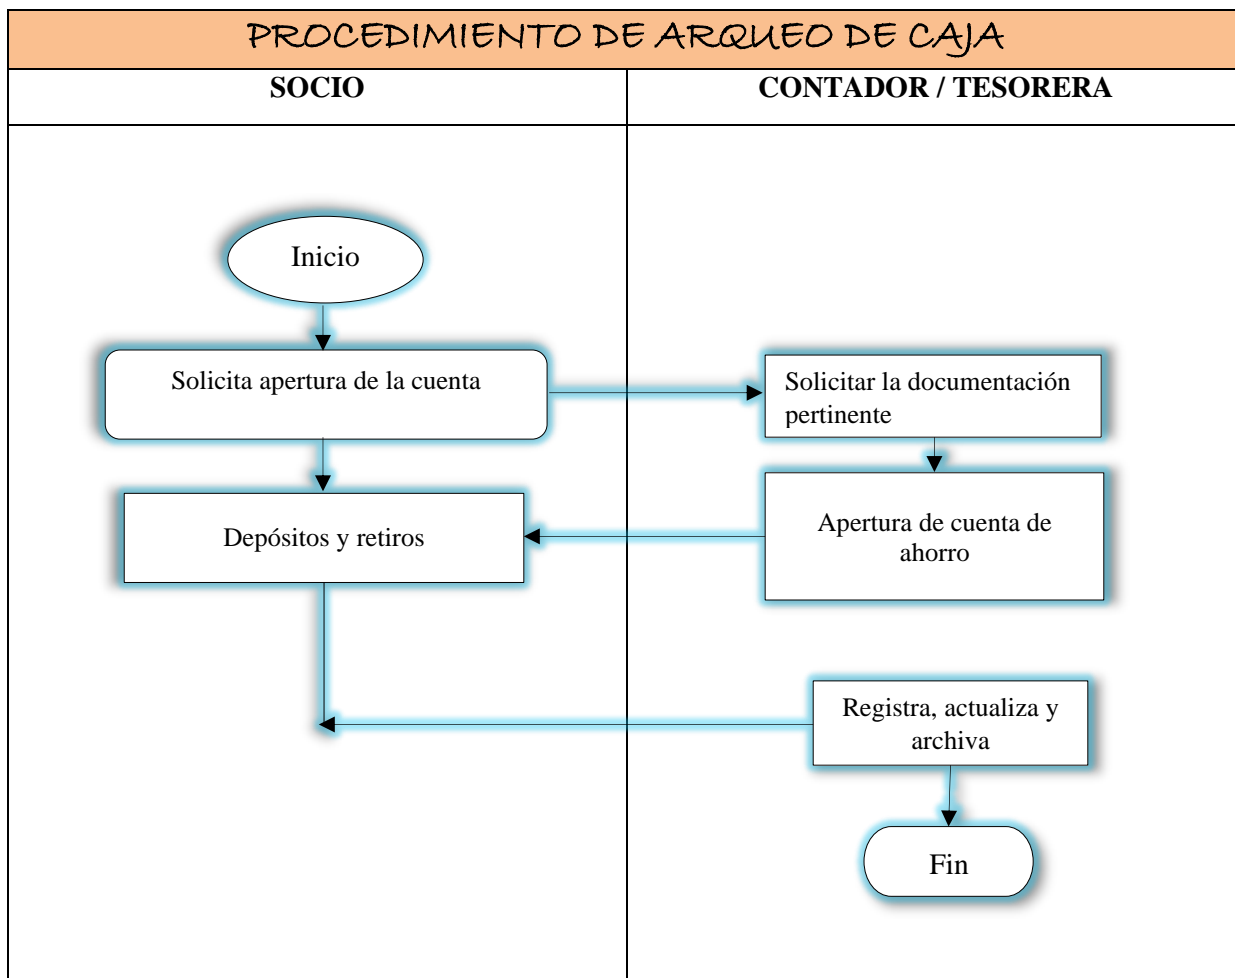 PROCEDIMIENTO DE ARQUEO DE CAJA
SOCIO
CONTADOR / TESORERA
Inicio
Solicita apertura de la cuenta
Solicitar la documentación
pertinente
Depósitos y retiros
Apertura de cuenta de
ahorro
Registra, actualiza y
archiva
Fin